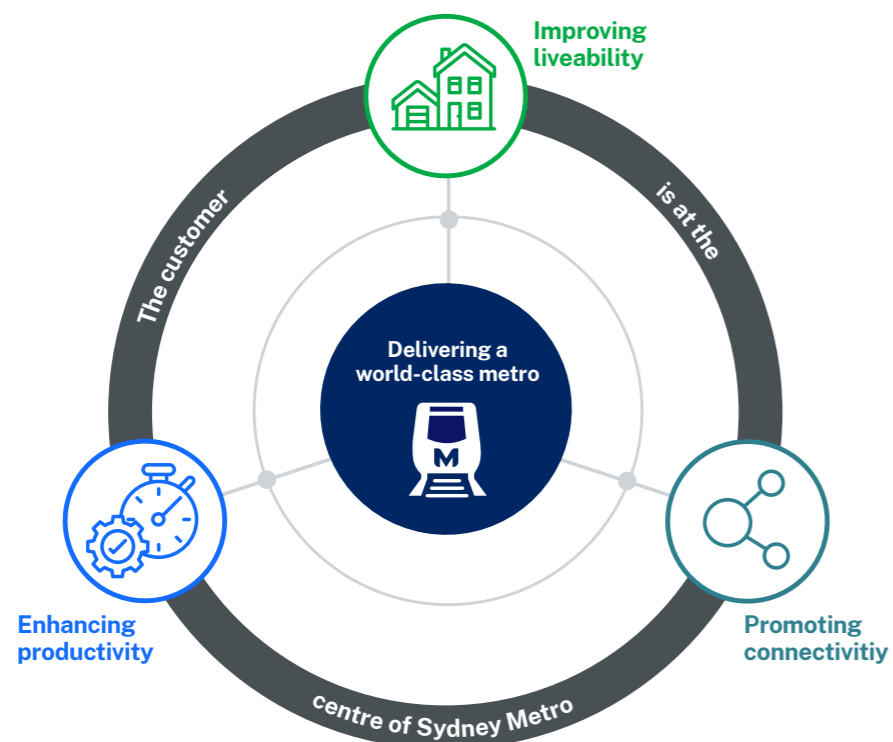 Improving
liveability
The customer
is at the
Delivering a
world-class metro
M
Enhancing
productivity
Promoting
connectivitiy
centre of Sydney Metro